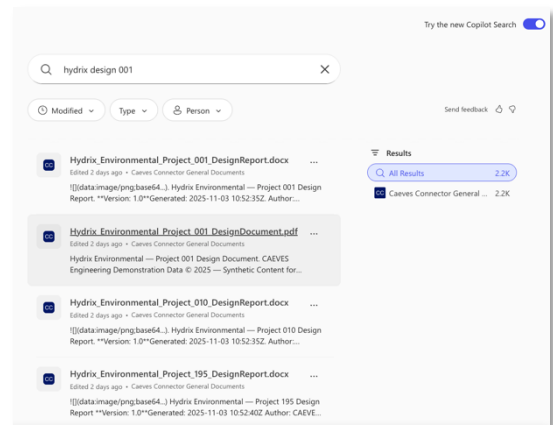 Try the new Copilot Search
hydrix design 001
Modified
Type
Person
Send feedback
Hydrix_Environmental_Project_001_DesignReport.docx
Edited 2 days ago • Caeves Connector General Documents
![](data:image/png;base64...). Hydrix Environmental — Project 001 Design
Report. **Version: 1.0**Generated: 2025-11-03 10:52:35Z. Author:...
Hydrix_Environmental_Project_001_DesignDocument.pdf
Edited 2 days ago • Caeves Connector General Documents
Hydrix Environmental — Project 001 Design Document. CAEVES
Engineering Demonstration Data © 2025 — Synthetic Content for...
Hydrix_Environmental_Project_010_DesignReport.docx
Edited 2 days ago • Caeves Connector General Documents
![](data:image/png;base64...). Hydrix Environmental — Project 010 Design
Report. **Version: 1.0**Generated: 2025-11-03 10:52:35Z. Author:...
Hydrix_Environmental_Project_195_DesignReport.docx
Edited 2 days ago • Caeves Connector General Documents
![](data:image/png;base64...). Hydrix Environmental — Project 195 Design
Report **Version: 1.0**Generated: 2025-11-03 10:52:40Z Author: CAEVE...
Results
All Results 2.2K
CC Caeves Connector General ... 2.2K